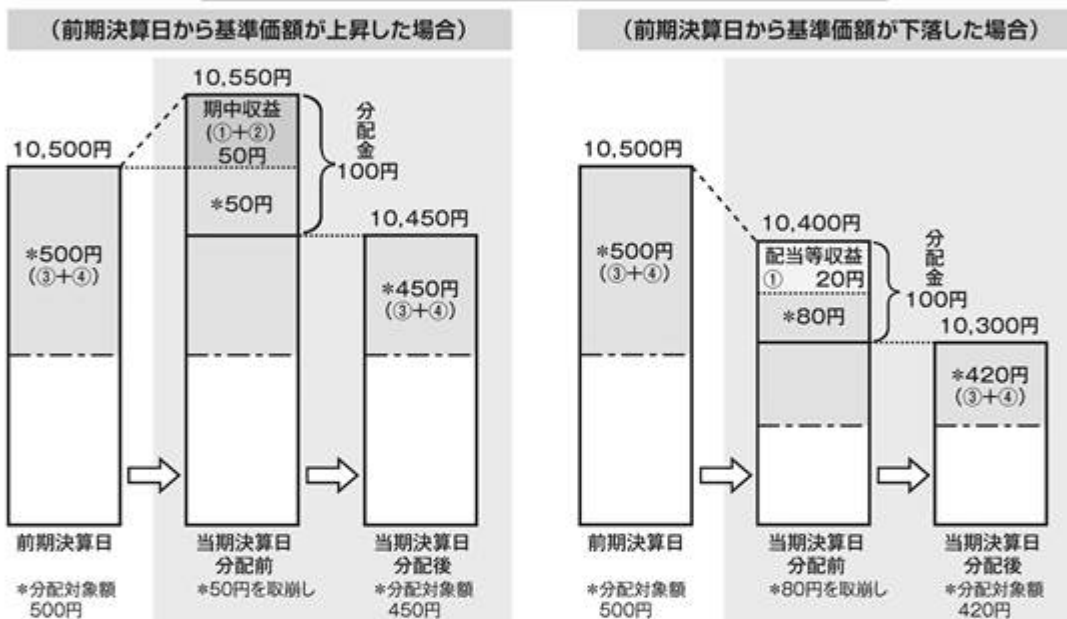 (前期決算日から基準価額が上昇した場合)
10,550円
期中収益
(①+②)
50円
*50円
分配金
100円
10,500円
*500円
(③+④)
10,450円
*450円
(③+④)
前期決算日
*分配対象額
500円
当期決算日
分配前
*50円を取崩し
当期決算日
分配後
*分配対象額
450円
(前期決算日から基準価額が下落した場合)
10,500円
*500円
(③+④)
10,400円
配当等収益
① 20円
*80円
分配金
100円
10,300円
*420円
(③+④)
前期決算日
*分配対象額
500円
当期決算日
分配前
*80円を取崩し
当期決算日
分配後
*分配対象額
420円